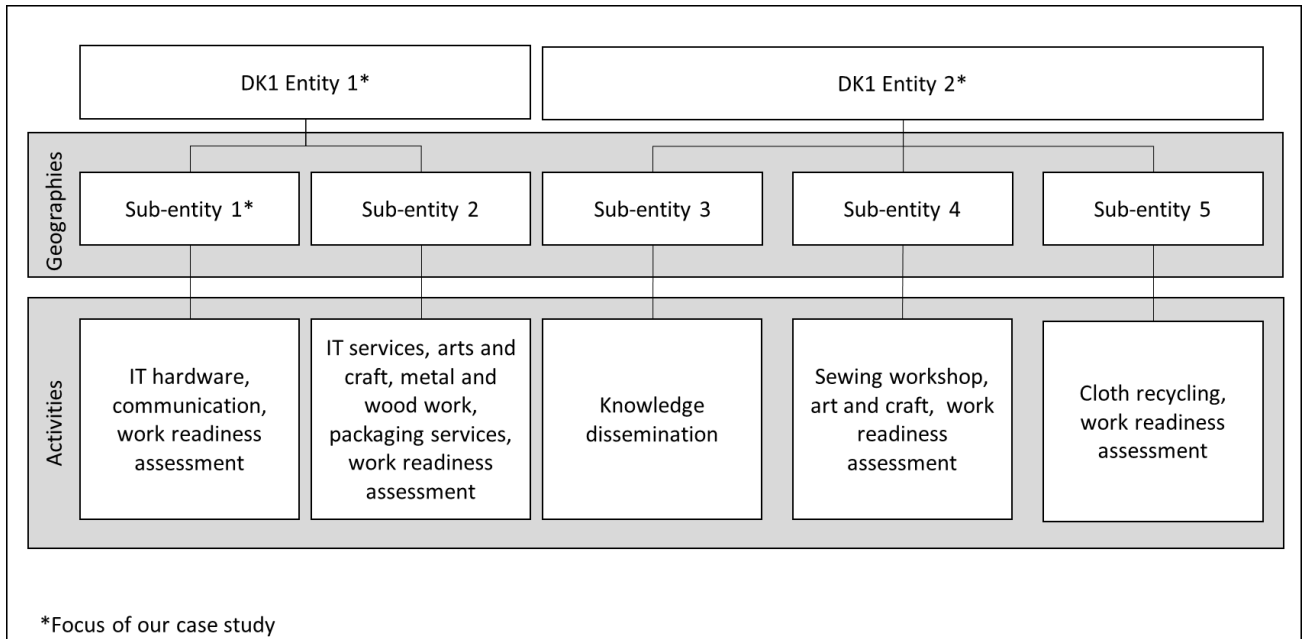 DK1 Entity 1*
DK1 Entity 2*
Geographies
Sub-entity 1*
Sub-entity 2
Sub-entity 3
Sub-entity 4
Sub-entity 5
Activities
IT hardware,
communication,
work readiness
assessment
IT services, arts and
craft, metal and
wood work,
packaging services,
work readiness
assessment
Knowledge
dissemination
Sewing workshop,
art and craft, work
readiness
assessment
Cloth recycling,
work readiness
assessment
*Focus of our case study